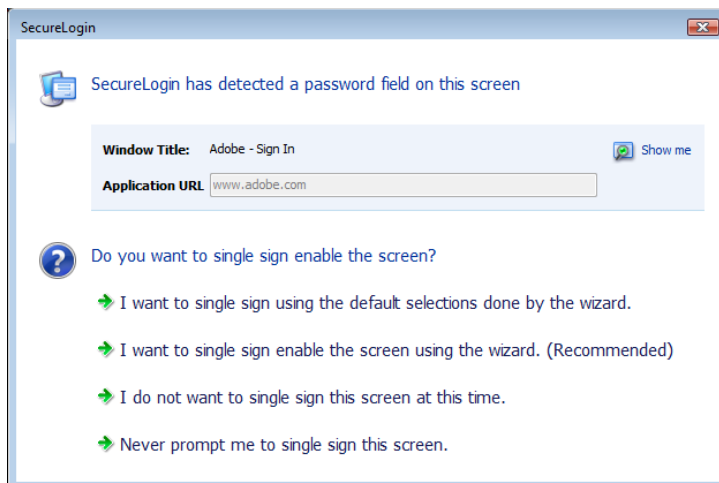 SecureLogin
SecureLogin has detected a password field on this screen
Window Title: Adobe - Sign In Show me
Application URL www.adobe.com
Do you want to single sign enable the screen?
I want to single sign using the default selections done by the wizard.
I want to single sign enable the screen using the wizard. (Recommended)
I do not want to single sign this screen at this time.
Never prompt me to single sign this screen.